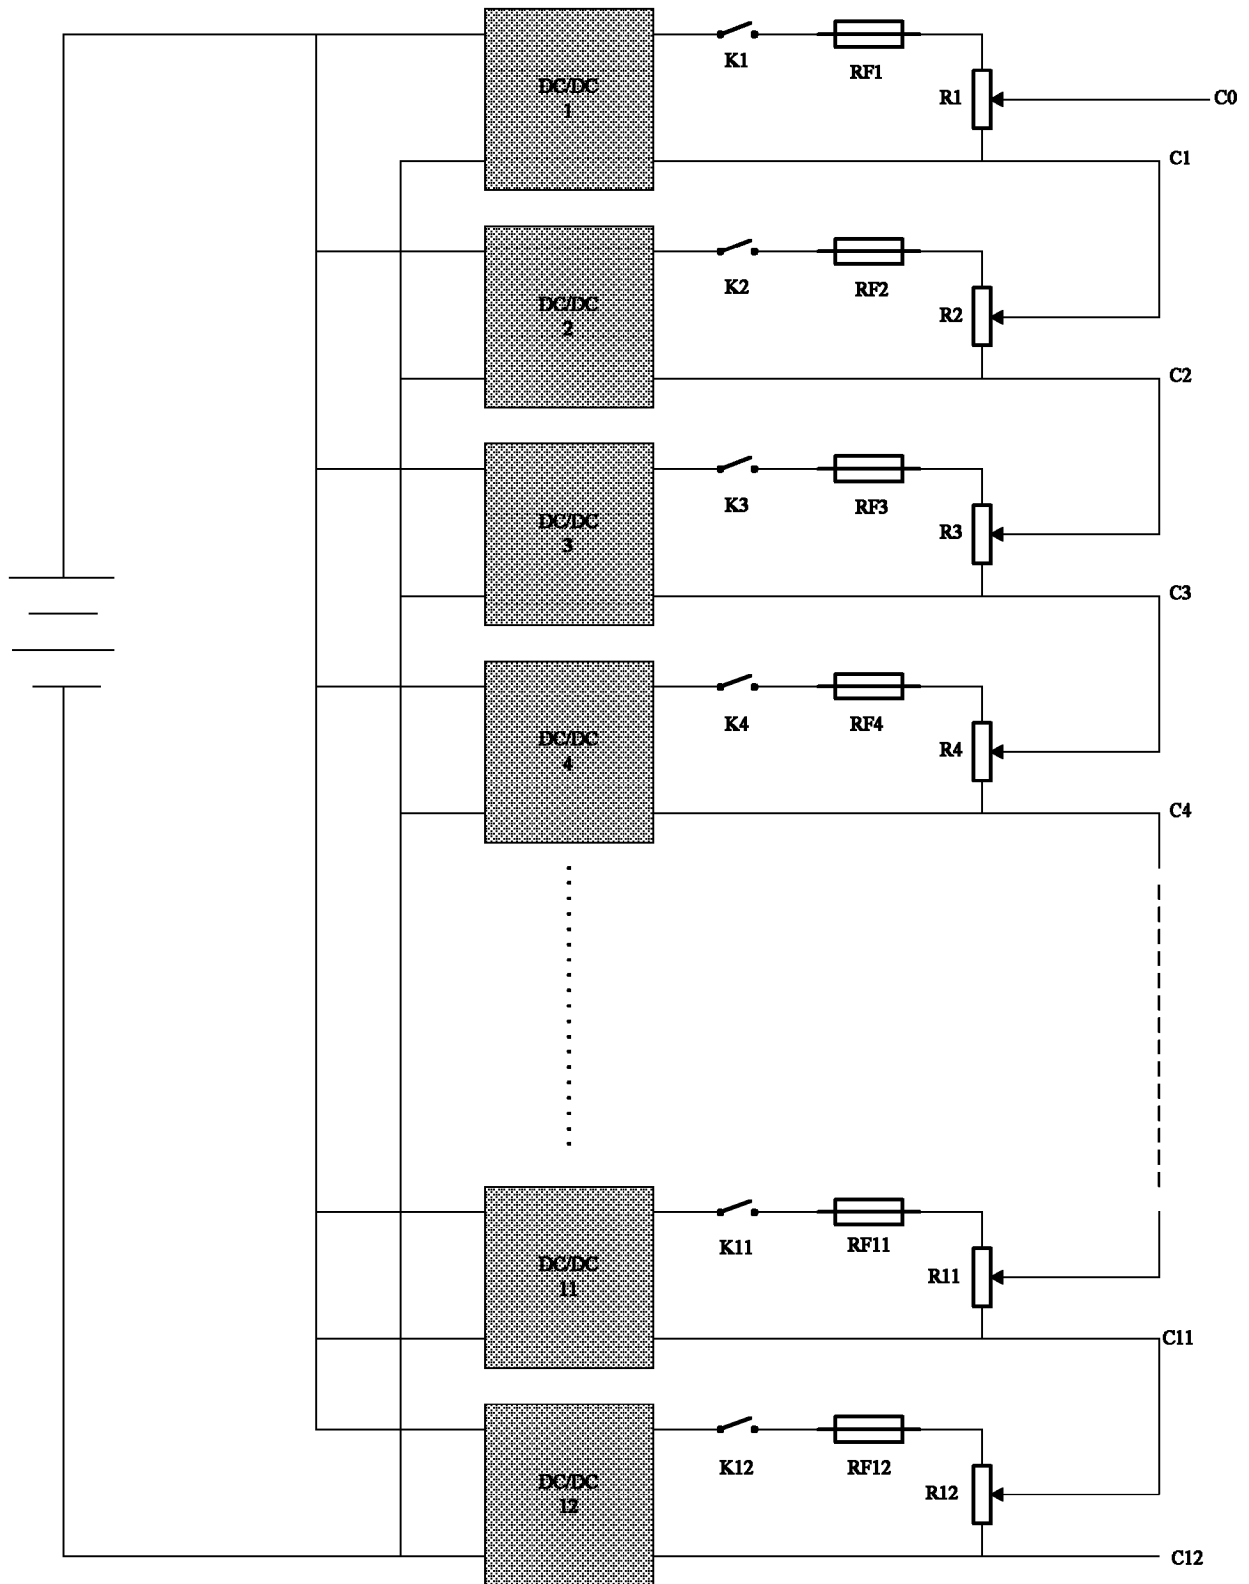 DC/DC
1
K1
RF1
R1
C0
C1
DC/DC
2
K2
RF2
R2
C2
DC/DC
3
K3
RF3
R3
C3
DC/DC
4
K4
RF4
R4
C4
DC/DC
11
K11
RF11
R11
C11
DC/DC
12
K12
RF12
R12
C12